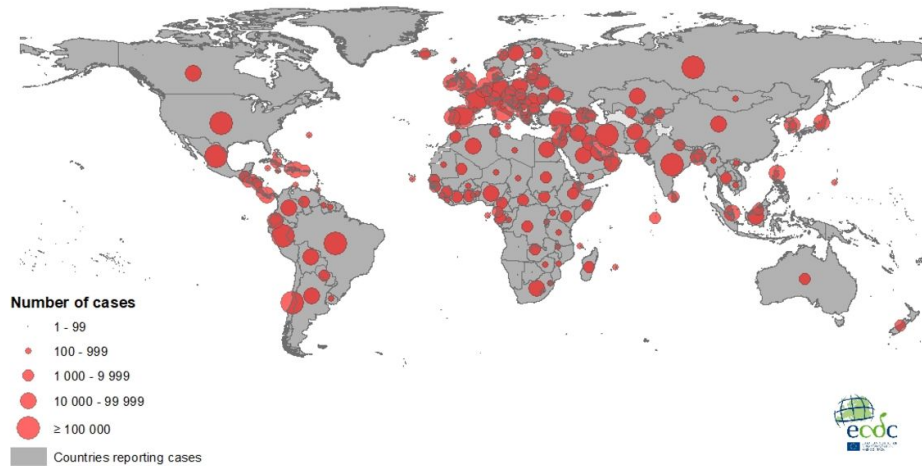 Number of cases
1 - 99
100 - 999
1 000 - 9 999
10 000 - 99 999
≥ 100 000
Countries reporting cases
ecdc